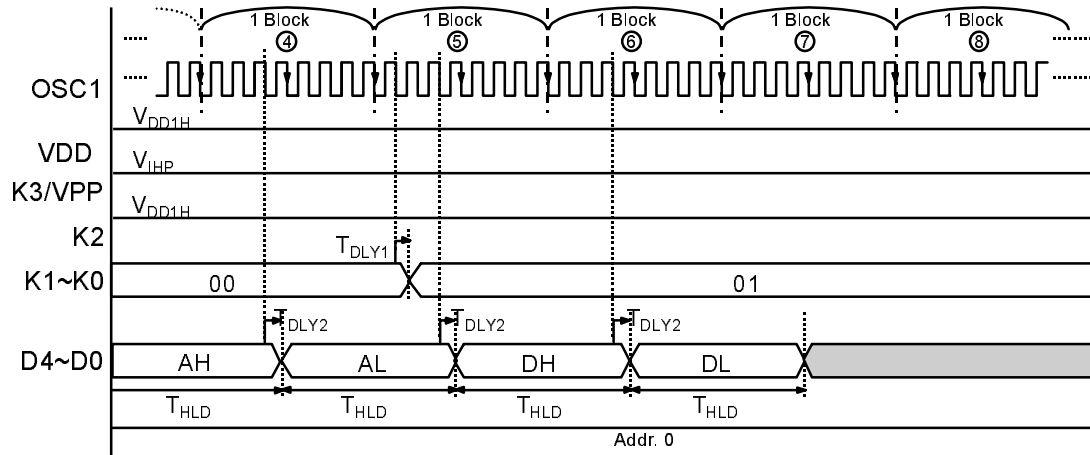 1 Block 1 Block 1 Block 1 Block 1 Block
④ ⑤ ⑥ ⑦ ⑧
OSC1
VDD1H
VDD
VIHP
K3/VPP
VDD1H
K2
TDLY1
K1~K0
00 01
TDLY2 TDLY2 TDLY2
D4~D0
AH AL DH DL
THLD THLD THLD THLD
Addr. 0